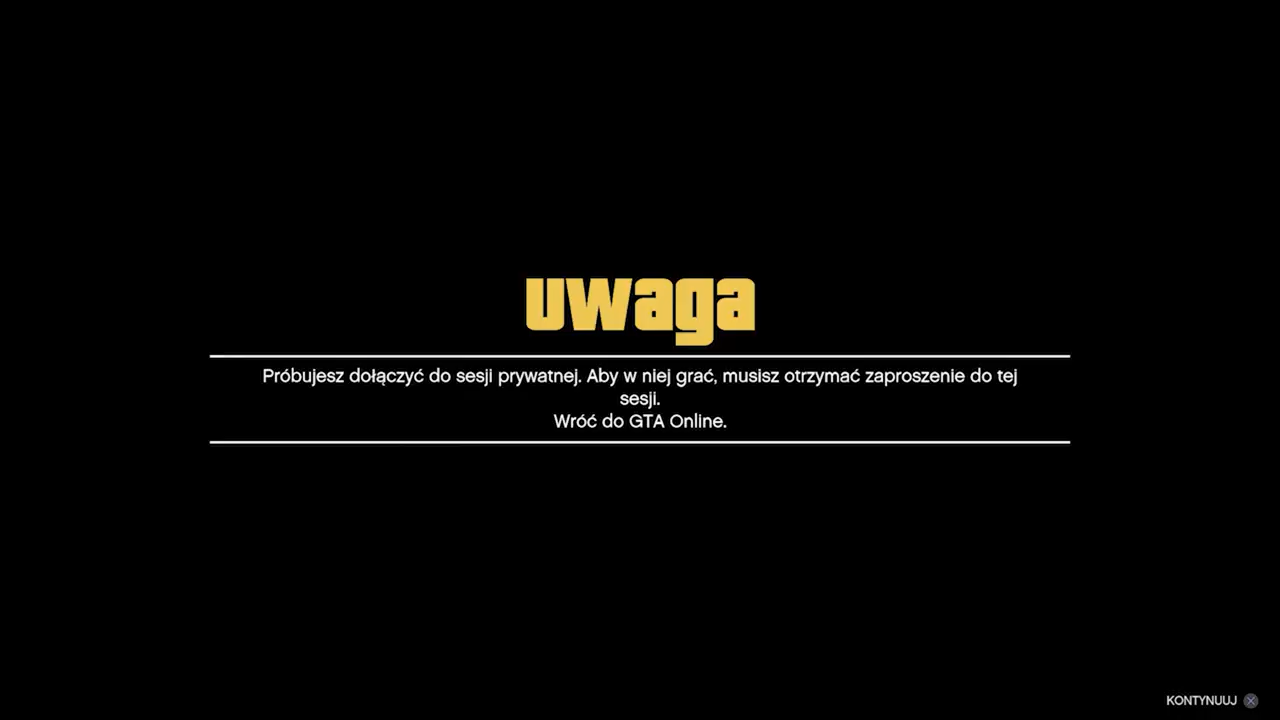 uwaga
Próbujesz dołączyć do sesji prywatnej. Aby w niej grać, musisz otrzymać zaproszenie do tej
sesji.
Wróć do GTA Online.
KONTYNUUJ